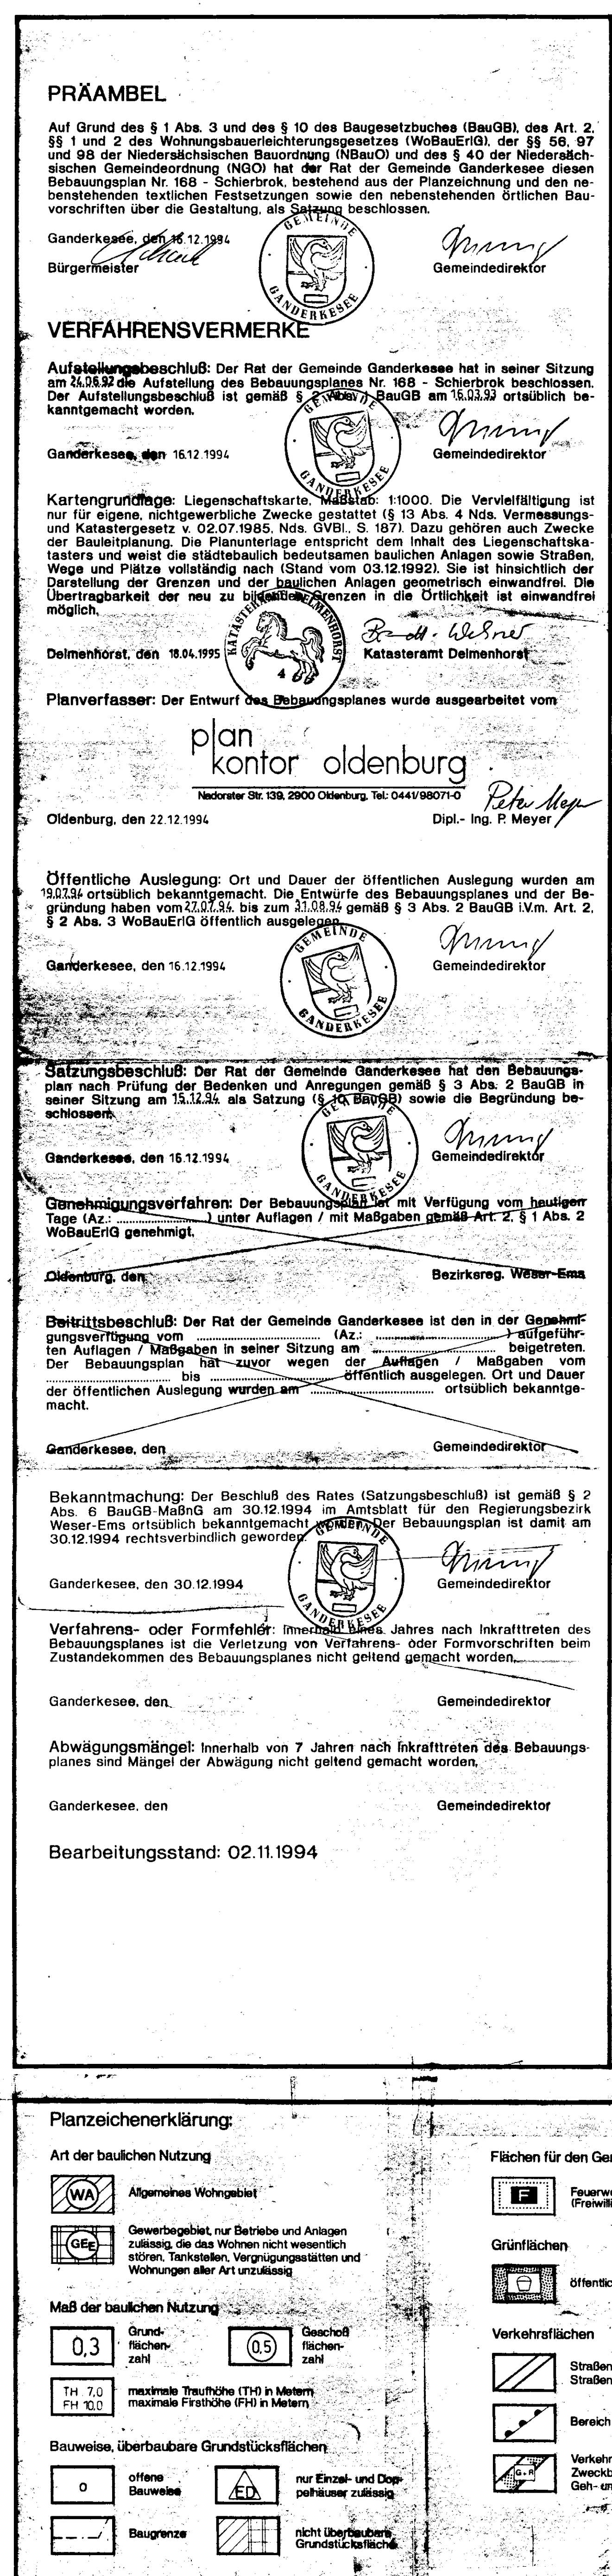 PRÄAMBEL
Auf Grund des § 1 Abs. 3 und des § 10 des Baugesetzbuches (BauGB), des Art. 2,
§§ 1 und 2 des Wohnungsbauerleichterungsgesetzes (WoBauErlG), der §§ 56, 97
und 98 der Niedersächsischen Bauordnung (NBauO) und des § 40 der Niedersäch-
sischen Gemeindeordnung (NGO) hat der Rat der Gemeinde Ganderkesee diesen
Bebauungsplan Nr. 168 - Schierbrok, bestehend aus der Planzeichnung und den ne-
benstehenden textlichen Festsetzungen sowie den nebenstehenden örtlichen Bau-
vorschriften über die Gestaltung, als Satzung beschlossen.
Ganderkesee, den 16.12.1994
Bürgermeister
GEMEINDE GANDERKESEE
Gemeindedirektor
VERFAHRENSVERMERKE
Aufstellungsbeschluß: Der Rat der Gemeinde Ganderkesee hat in seiner Sitzung
am 24.06.92 die Aufstellung des Bebauungsplanes Nr. 168 - Schierbrok beschlossen.
Der Aufstellungsbeschluß ist gemäß § 2 Abs. 1 BauGB am 16.03.93 ortsüblich be-
kanntgemacht worden.
GEMEINDE GANDERKESEE
Ganderkesee, den 16.12.1994
Gemeindedirektor
Kartengrundlage: Liegenschaftskarte, Maßstab: 1:1000. Die Vervielfältigung ist
nur für eigene, nichtgewerbliche Zwecke gestattet (§ 13 Abs. 4 Nds. Vermessungs-
und Katastergesetz v. 02.07.1985, Nds. GVBl., S. 187). Dazu gehören auch Zwecke
der Bauleitplanung. Die Planunterlage entspricht dem Inhalt des Liegenschaftska-
tasters und weist die städtebaulich bedeutsamen baulichen Anlagen sowie Straßen,
Wege und Plätze vollständig nach (Stand vom 03.12.1992). Sie ist hinsichtlich der
Darstellung der Grenzen und der baulichen Anlagen geometrisch einwandfrei. Die
Übertragbarkeit der neu zu bildenden Grenzen in die Örtlichkeit ist einwandfrei
möglich.
KATASTERAMT DELMENHORST
4
Delmenhorst, den 18.04.1995
Katasteramt Delmenhorst
Planverfasser: Der Entwurf des Bebauungsplanes wurde ausgearbeitet vom
plan
kontor oldenburg
Nadorster Str. 139, 2900 Oldenburg, Tel.: 0441/98071-0
Peter Meyer
Oldenburg, den 22.12.1994
Dipl.- Ing. P. Meyer
Öffentliche Auslegung: Ort und Dauer der öffentlichen Auslegung wurden am
19.07.94 ortsüblich bekanntgemacht. Die Entwürfe des Bebauungsplanes und der Be-
gründung haben vom 27.07.94 bis zum 31.08.94 gemäß § 3 Abs. 2 BauGB i.V.m. Art. 2,
§ 2 Abs. 3 WoBauErlG öffentlich ausgelegen.
GEMEINDE GANDERKESEE
Ganderkesee, den 16.12.1994
Gemeindedirektor
Satzungsbeschluß: Der Rat der Gemeinde Ganderkesee hat den Bebauungs-
plan nach Prüfung der Bedenken und Anregungen gemäß § 3 Abs. 2 BauGB in
seiner Sitzung am 15.12.94 als Satzung (§ 10 BauGB) sowie die Begründung be-
schlossen.
GEMEINDE GANDERKESEE
Ganderkesee, den 16.12.1994
Gemeindedirektor
Genehmigungsverfahren: Der Bebauungsplan ist mit Verfügung vom heutigen
Tage (Az.: ........................) unter Auflagen / mit Maßgaben gemäß Art. 2, § 1 Abs. 2
WoBauErlG genehmigt.
Oldenburg, den
Bezirksreg. Weser-Ems
Beitrittsbeschluß: Der Rat der Gemeinde Ganderkesee ist den in der Genehmi-
gungsverfügung vom ........................ (Az.: ........................) aufgeführ-
ten Auflagen / Maßgaben in seiner Sitzung am ........................ beigetreten.
Der Bebauungsplan hat zuvor wegen der Auflagen / Maßgaben vom
........................ bis ........................ öffentlich ausgelegen. Ort und Dauer
der öffentlichen Auslegung wurden am ........................ ortsüblich bekanntge-
macht.
Ganderkesee, den
Gemeindedirektor
Bekanntmachung: Der Beschluß des Rates (Satzungsbeschluß) ist gemäß § 2
Abs. 6 BauGB-MaßnG am 30.12.1994 im Amtsblatt für den Regierungsbezirk
Weser-Ems ortsüblich bekanntgemacht worden. Der Bebauungsplan ist damit am
30.12.1994 rechtsverbindlich geworden.
GEMEINDE GANDERKESEE
Ganderkesee, den 30.12.1994
Gemeindedirektor
Verfahrens- oder Formfehler: Innerhalb eines Jahres nach Inkrafttreten des
Bebauungsplanes ist die Verletzung von Verfahrens- oder Formvorschriften beim
Zustandekommen des Bebauungsplanes nicht geltend gemacht worden.
Ganderkesee, den
Gemeindedirektor
Abwägungsmängel: Innerhalb von 7 Jahren nach Inkrafttreten des Bebauungs-
planes sind Mängel der Abwägung nicht geltend gemacht worden.
Ganderkesee, den
Gemeindedirektor
Bearbeitungsstand: 02.11.1994
Planzeichenerklärung:
Art der baulichen Nutzung
WA Allgemeines Wohngebiet
GEE Gewerbegebiet, nur Betriebe und Anlagen
zulässig, die das Wohnen nicht wesentlich
stören, Tankstellen, Vergnügungsstätten und
Wohnungen aller Art unzulässig
Maß der baulichen Nutzung
0,3 Grund-
flächen-
zahl
0,5 Geschoß
flächen-
zahl
TH 7,0 maximale Traufhöhe (TH) in Metern
FH 10,0 maximale Firsthöhe (FH) in Metern
Bauweise, überbaubare Grundstücksflächen
o offene
Bauweise
ED nur Einzel- und Dop-
pelhäuser zulässig
Baugrenze
nicht überbaubare
Grundstücksfläche
Flächen für den Ge
F Feuerw
(Freiwill
Grünflächen
öffentlic
Verkehrsflächen
Straßen
Straßen
Bereich
G+R Verkehr
Zweckb
Geh- un